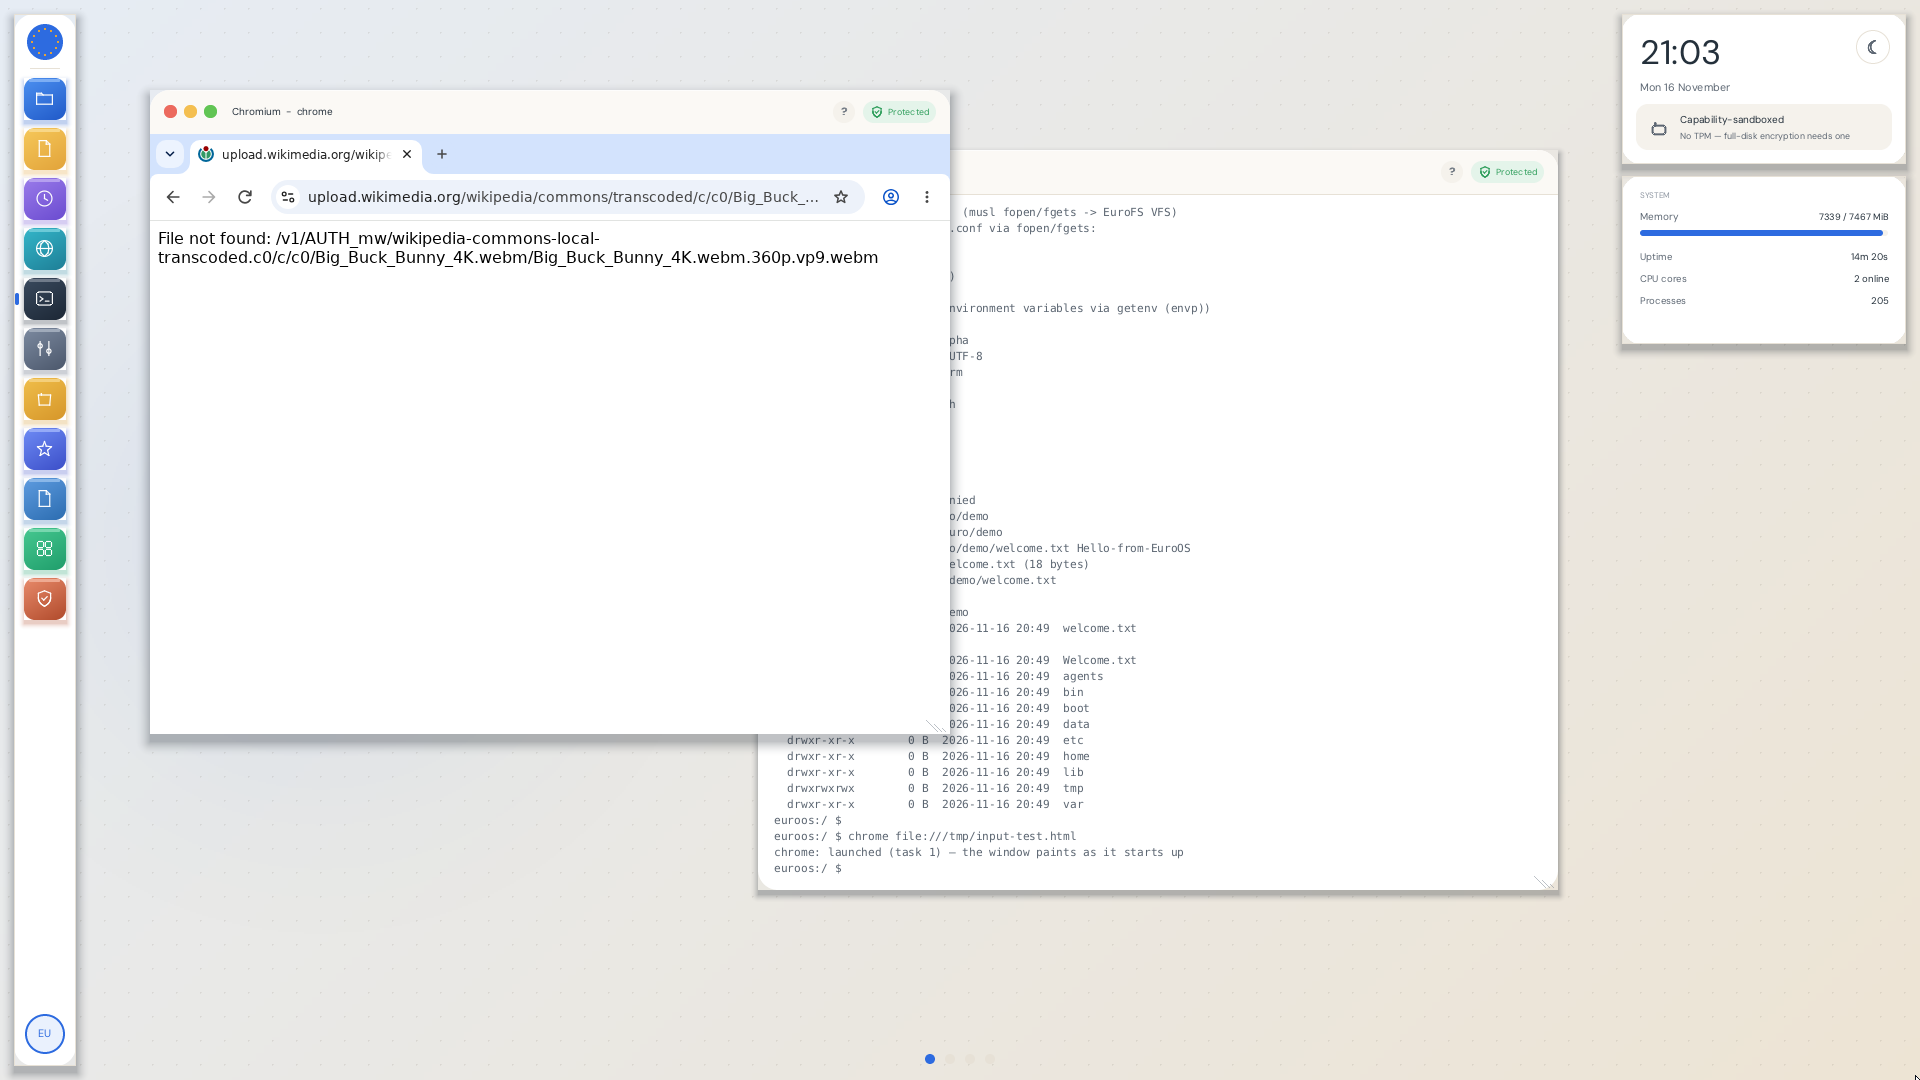 21:03
Mon 16 November
Capability-sandboxed
No TPM — full-disk encryption needs one
SYSTEM
Memory 7339 / 7467 MiB
Uptime 14m 20s
CPU cores 2 online
Processes 205
Chromium - chrome ? Protected
upload.wikimedia.org/wikipe
upload.wikimedia.org/wikipedia/commons/transcoded/c/c0/Big_Buck_...
File not found: /v1/AUTH_mw/wikipedia-commons-local-
transcoded.c0/c/c0/Big_Buck_Bunny_4K.webm/Big_Buck_Bunny_4K.webm.360p.vp9.webm
? Protected
(musl fopen/fgets -> EuroFS VFS)
.conf via fopen/fgets:
)
nvironment variables via getenv (envp))
pha
UTF-8
rm
h
nied
o/demo
uro/demo
o/demo/welcome.txt Hello-from-EuroOS
elcome.txt (18 bytes)
demo/welcome.txt
emo
026-11-16 20:49 welcome.txt
026-11-16 20:49 Welcome.txt
026-11-16 20:49 agents
026-11-16 20:49 bin
026-11-16 20:49 boot
026-11-16 20:49 data
drwxr-xr-x 0 B 2026-11-16 20:49 etc
drwxr-xr-x 0 B 2026-11-16 20:49 home
drwxr-xr-x 0 B 2026-11-16 20:49 lib
drwxrwxrwx 0 B 2026-11-16 20:49 tmp
drwxr-xr-x 0 B 2026-11-16 20:49 var
euroos:/ $
euroos:/ $ chrome file:///tmp/input-test.html
chrome: launched (task 1) — the window paints as it starts up
euroos:/ $
EU